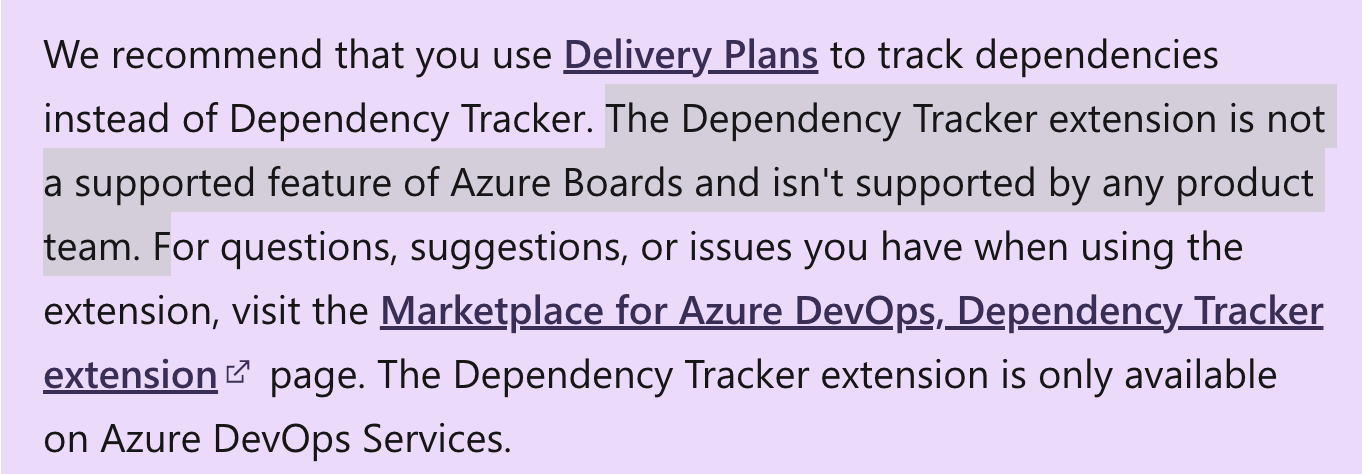 We recommend that you use Delivery Plans to track dependencies
instead of Dependency Tracker. The Dependency Tracker extension is not
a supported feature of Azure Boards and isn't supported by any product
team. For questions, suggestions, or issues you have when using the
extension, visit the Marketplace for Azure DevOps, Dependency Tracker
extension page. The Dependency Tracker extension is only available
on Azure DevOps Services.